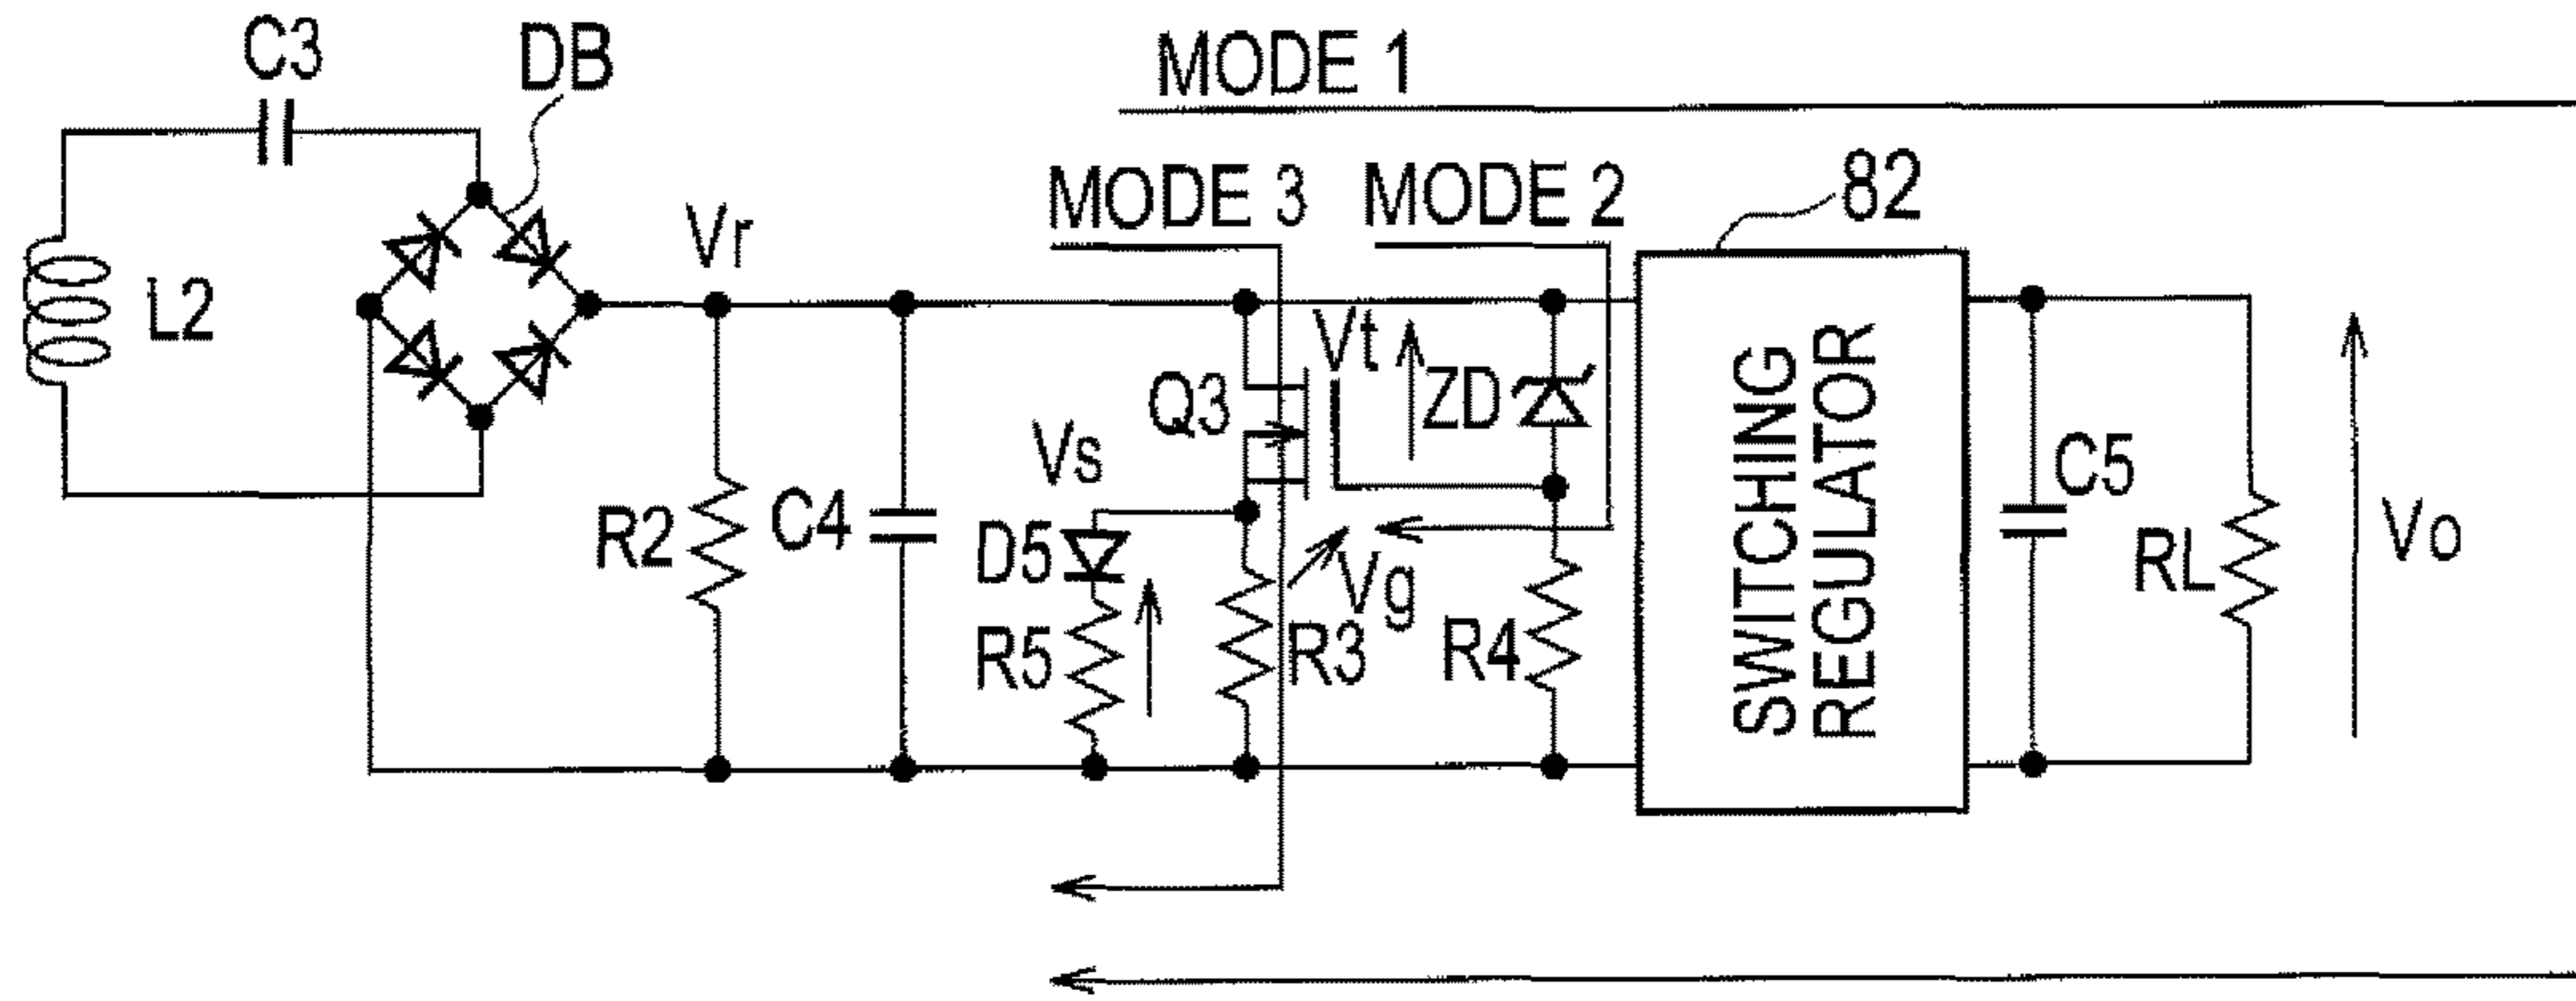 C3
DB
MODE 1
MODE 3
MODE 2
82
Vr
L2
Vt
ZD
Q3
Vs
SWITCHING
REGULATOR
C5
R2
C4
D5
RL
Vo
Vg
R5
R3
R4